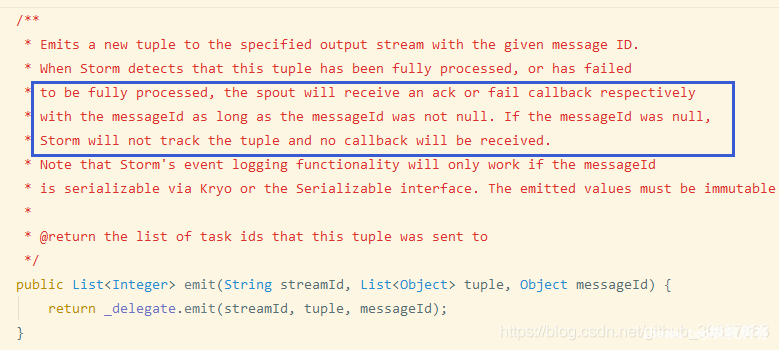 /**
* Emits a new tuple to the specified output stream with the given message ID.
* When Storm detects that this tuple has been fully processed, or has failed
* to be fully processed, the spout will receive an ack or fail callback respectively
* with the messageId as long as the messageId was not null. If the messageId was null,
* Storm will not track the tuple and no callback will be received.
* Note that Storm's event logging functionality will only work if the messageId
* is serializable via Kryo or the Serializable interface. The emitted values must be immutable
*
* @return the list of task ids that this tuple was sent to
*/
public List<Integer> emit(String streamId, List<Object> tuple, Object messageId) {
return _delegate.emit(streamId, tuple, messageId);
}